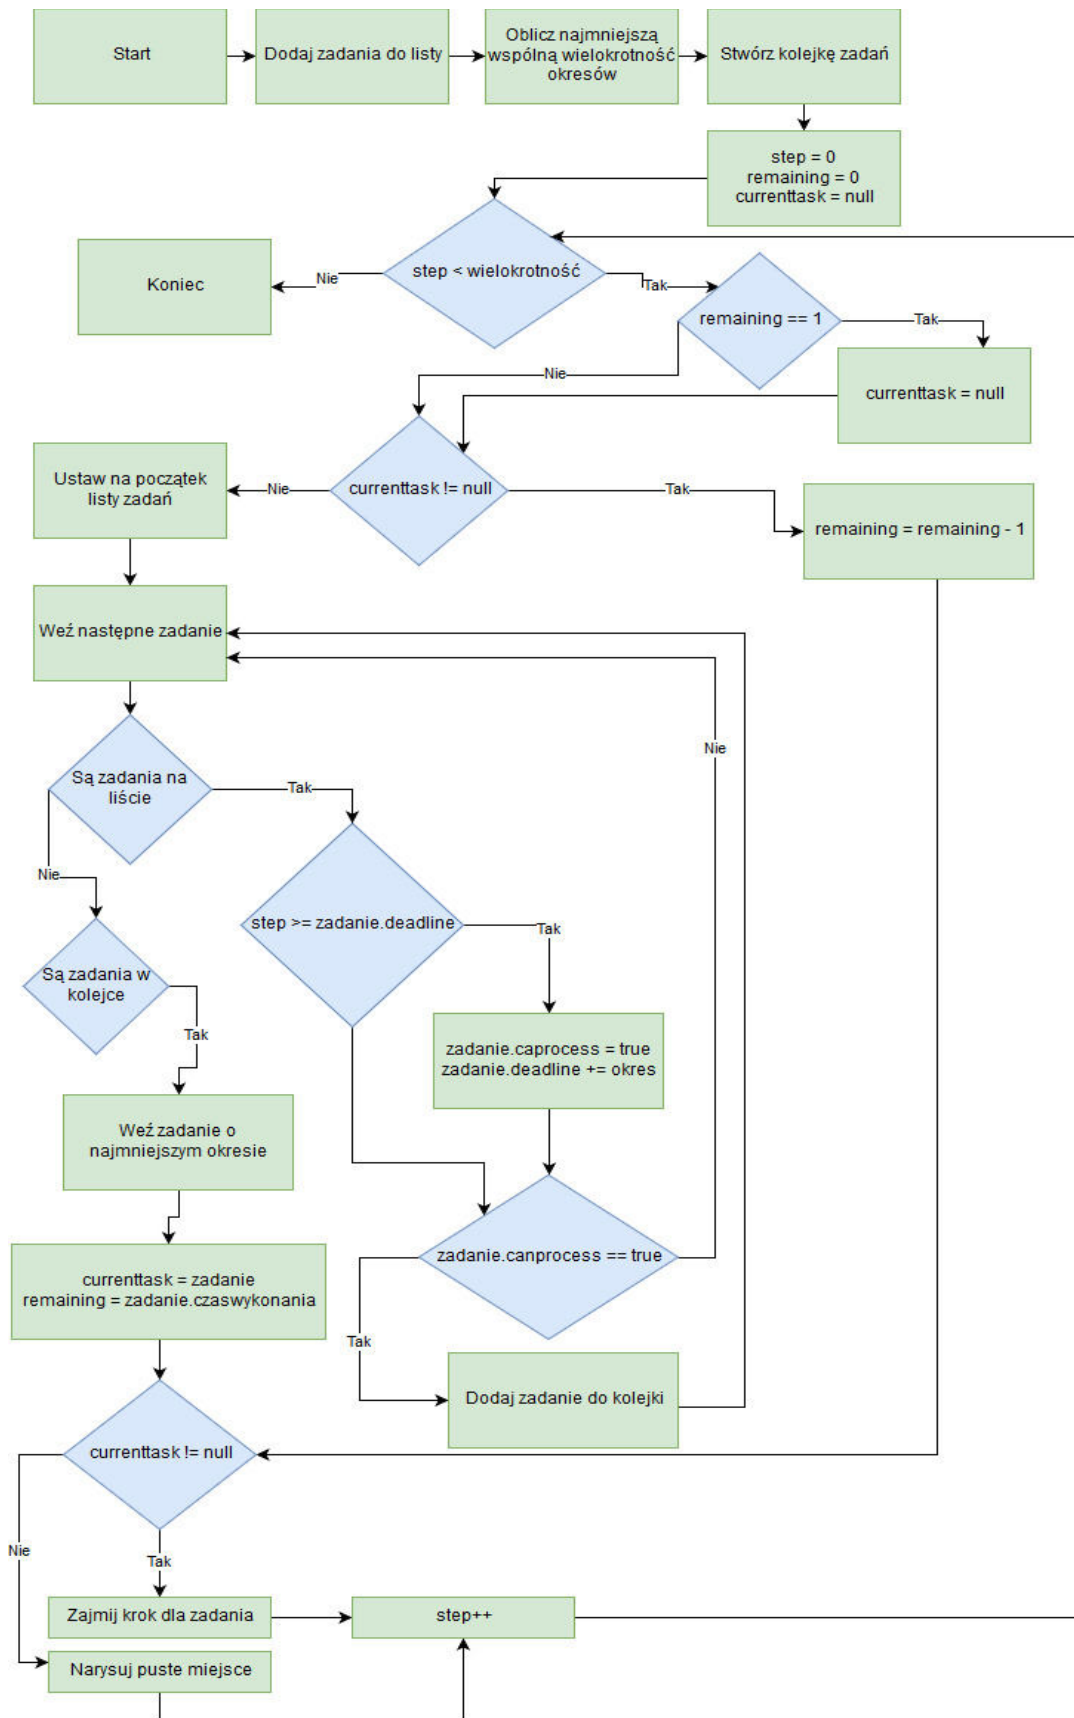 Start
Dodaj zadania do listy
Oblicz najmniejszą
wspólną wielokrotność
okresów
Stwórz kolejkę zadań
step = 0
remaining = 0
currenttask = null
step < wielokrotność
Nie
Koniec
Tak
remaining == 1
Tak
Nie
currenttask = null
currenttask != null
Nie
Tak
Ustaw na początek
listy zadań
remaining = remaining - 1
Weź następne zadanie
Są zadania na
liście
Tak
Nie
Nie
step >= zadanie.deadline
Tak
Są zadania w
kolejce
Tak
zadanie.caprocess = true
zadanie.deadline += okres
Weź zadanie o
najmniejszym okresie
zadanie.canprocess == true
currenttask = zadanie
remaining = zadanie.czaswykonania
Tak
Dodaj zadanie do kolejki
currenttask != null
Nie
Tak
Zajmij krok dla zadania
step++
Narysuj puste miejsce